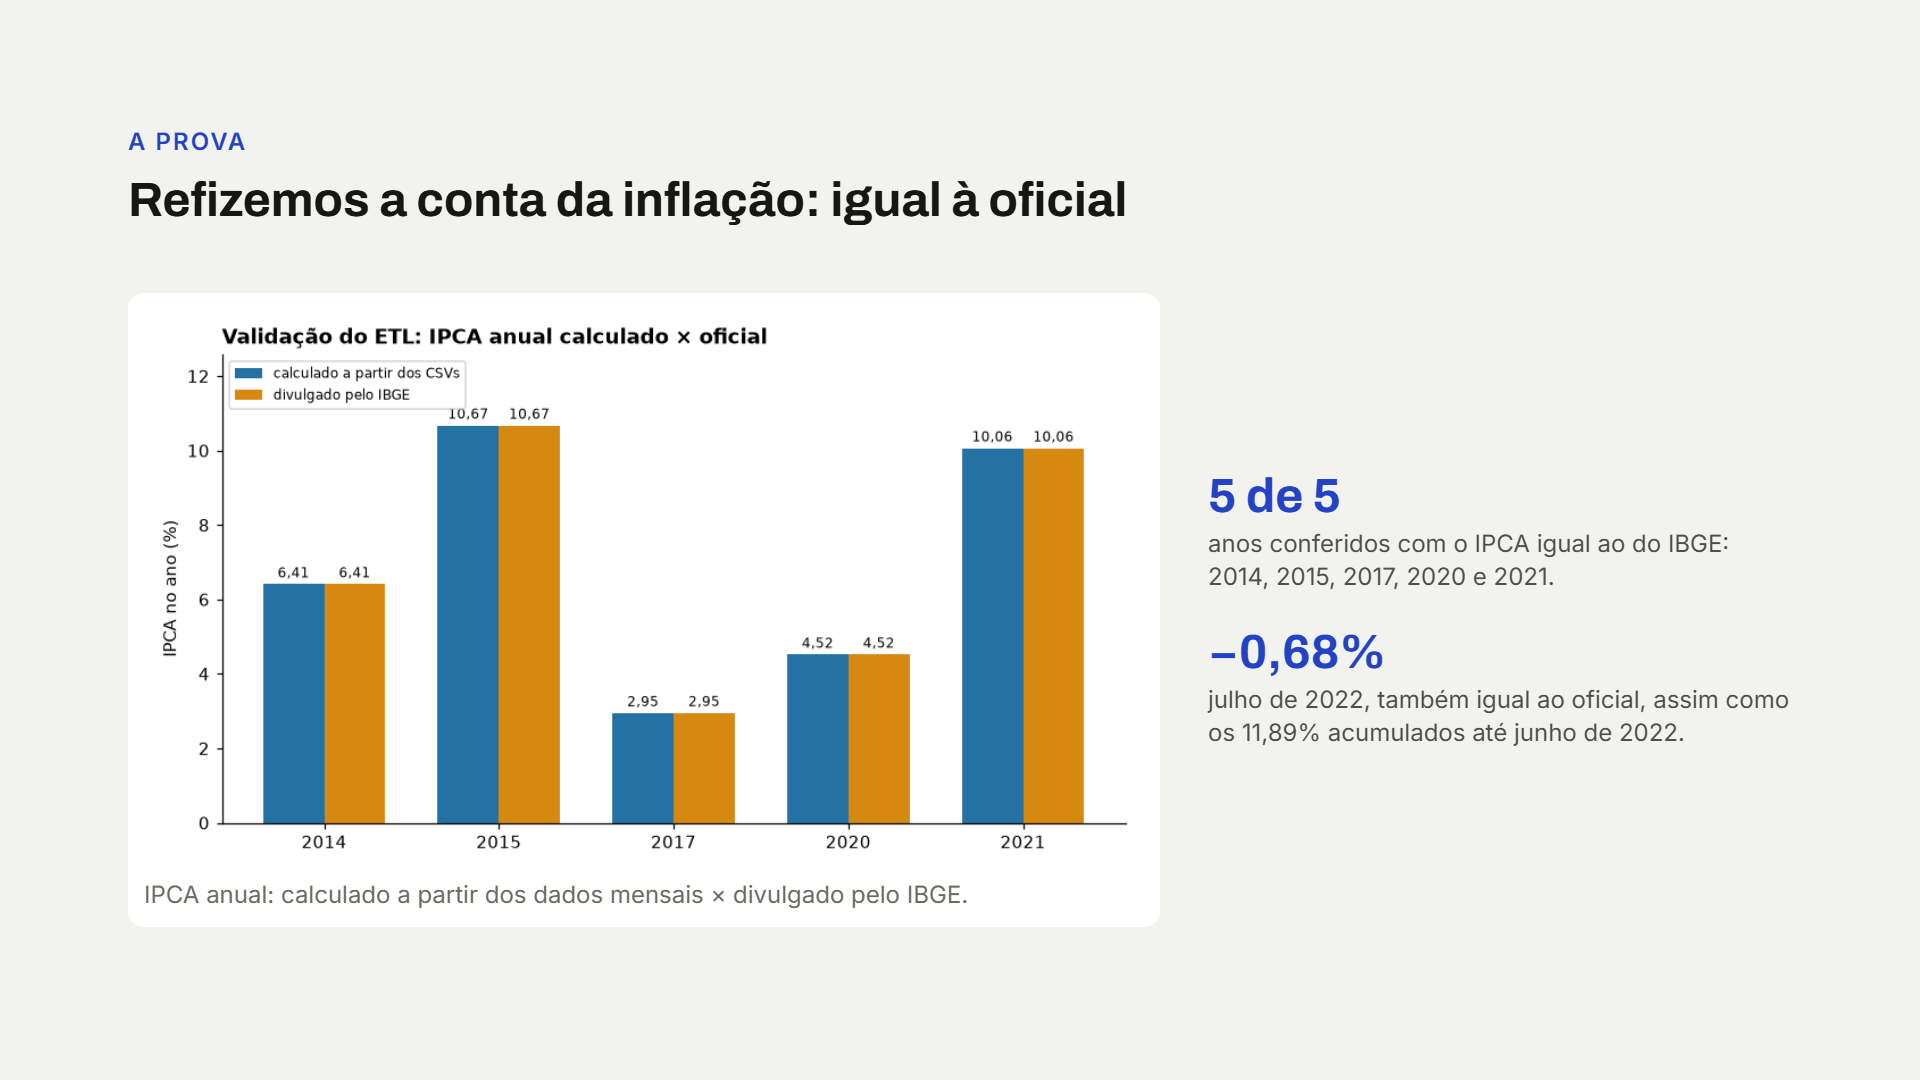 A PROVA
Refizemos a conta da inflação: igual à oficial
Validação do ETL: IPCA anual calculado × oficial
calculado a partir dos CSVs
divulgado pelo IBGE
IPCA no ano (%)
12
10
8
6
4
2
0
6,41 6,41
10,67 10,67
2,95 2,95
4,52 4,52
10,06 10,06
2014 2015 2017 2020 2021
IPCA anual: calculado a partir dos dados mensais × divulgado pelo IBGE.
5 de 5
anos conferidos com o IPCA igual ao do IBGE:
2014, 2015, 2017, 2020 e 2021.
−0,68%
julho de 2022, também igual ao oficial, assim como
os 11,89% acumulados até junho de 2022.